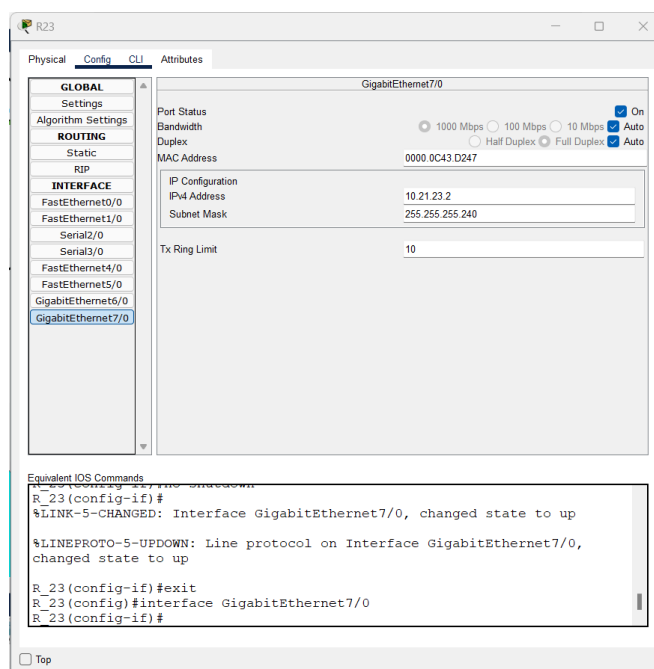 R23
Physical Config CLI Attributes
GLOBAL
Settings
Algorithm Settings
ROUTING
Static
RIP
INTERFACE
FastEthernet0/0
FastEthernet1/0
Serial2/0
Serial3/0
FastEthernet4/0
FastEthernet5/0
GigabitEthernet6/0
GigabitEthernet7/0
GigabitEthernet7/0
Port Status On
Bandwidth 1000 Mbps 100 Mbps 10 Mbps Auto
Duplex Half Duplex Full Duplex Auto
MAC Address 0000.0C43.D247
IP Configuration
IPv4 Address 10.21.23.2
Subnet Mask 255.255.255.240
Tx Ring Limit 10
Equivalent IOS Commands
R_23(config-if)#no shutdown
R_23(config-if)#
%LINK-5-CHANGED: Interface GigabitEthernet7/0, changed state to up
%LINEPROTO-5-UPDOWN: Line protocol on Interface GigabitEthernet7/0,
changed state to up
R_23(config-if)#exit
R_23(config)#interface GigabitEthernet7/0
R_23(config-if)#
Top